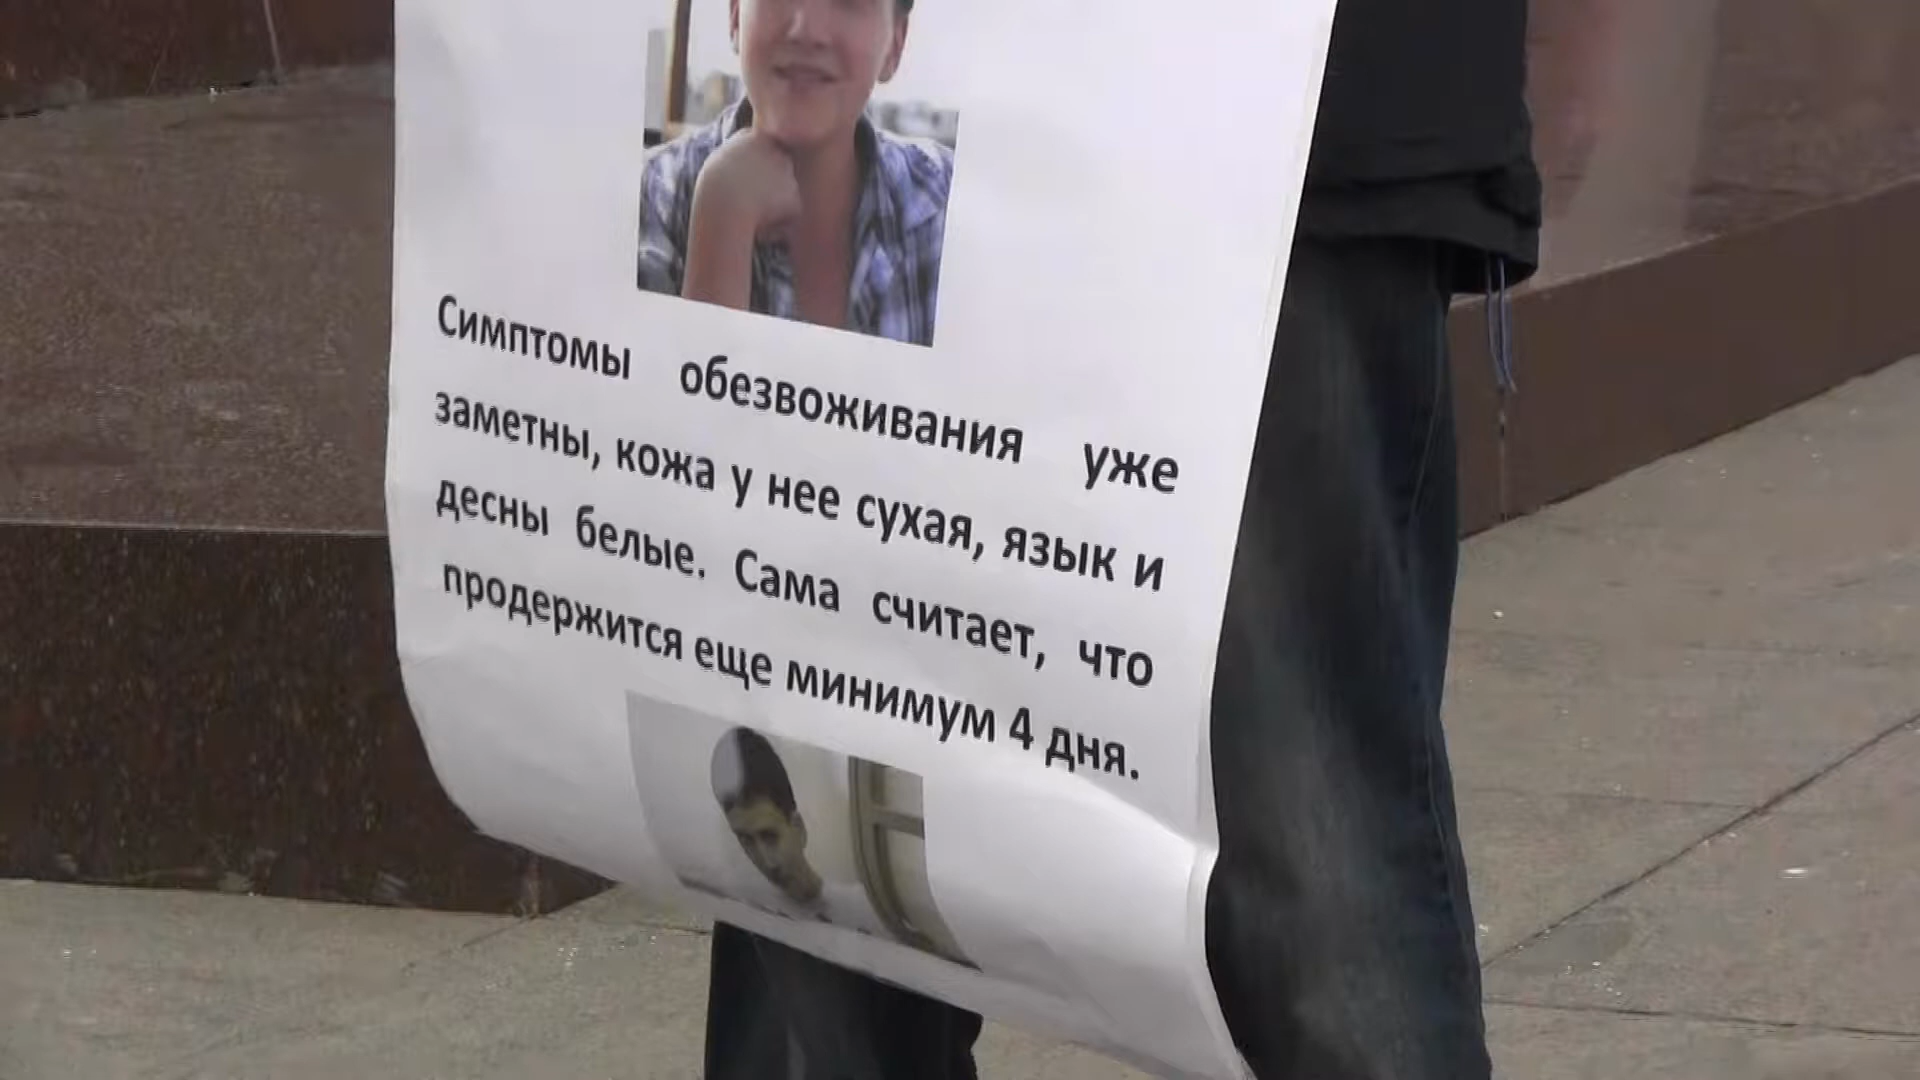 Симптомы обезвоживания уже
заметны, кожа у нее сухая, язык и
десны белые. Сама считает, что
продержится еще минимум 4 дня.